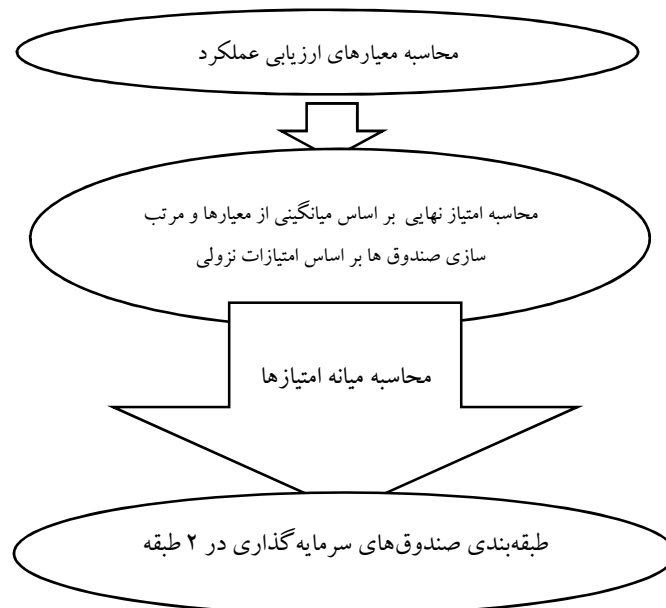 محاسبه معیارهای ارزیابی عملکرد
محاسبه امتیاز نهایی بر اساس میانگینی از معیارها و مرتب
سازی صندوق ها بر اساس امتیازات نزولی
محاسبه میانه امتیازها
طبقه‌بندی صندوق‌های سرمایه‌گذاری در ۲ طبقه